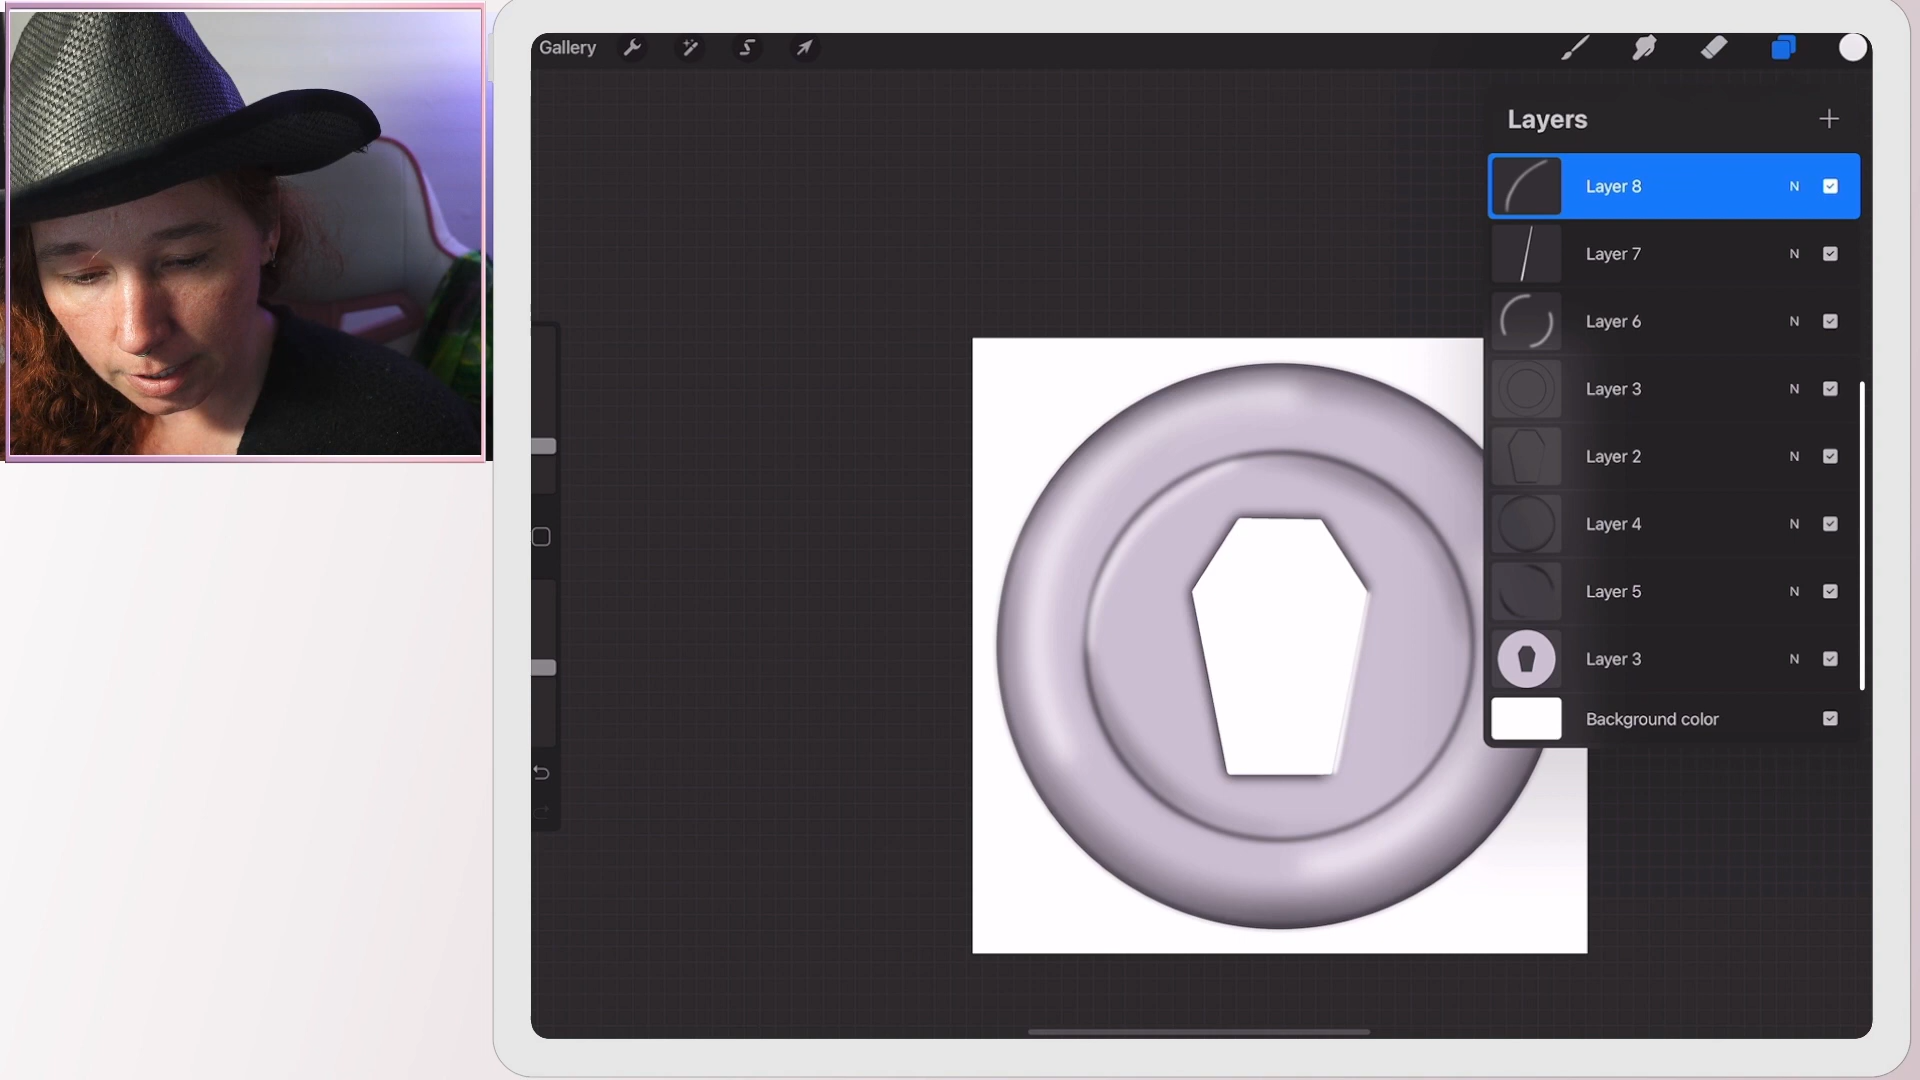 Gallery
Layers
Layer 8 N
Layer 7 N
Layer 6 N
Layer 3 N
Layer 2 N
Layer 4 N
Layer 5 N
Layer 3 N
Background color